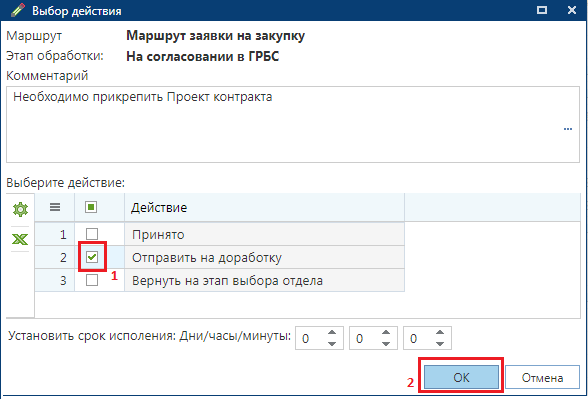 Выбор действия
Маршрут Маршрут заявки на закупку
Этап обработки: На согласовании в ГРБС
Комментарий
Необходимо прикрепить Проект контракта
...
Выберите действие:
Действие
1 Принято
2 Отправить на доработку
1
3 Вернуть на этап выбора отдела
Установить срок исполения: Дни/часы/минуты: 0 0 0
2 ОК Отмена